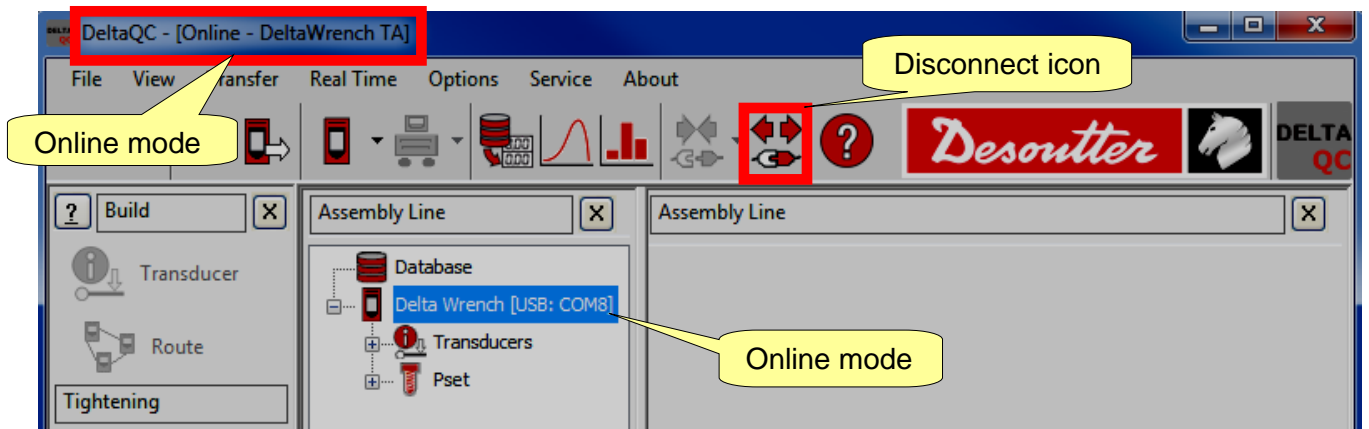 DeltaQC - [Online - DeltaWrench TA]
Disconnect icon
File View Transfer Real Time Options Service About
Online mode
?
Desoutter
DELTA
QC
? Build X
Assembly Line X
Assembly Line X
Transducer
Database
Delta Wrench [USB: COM8]
Route
Transducers
Online mode
Pset
Tightening